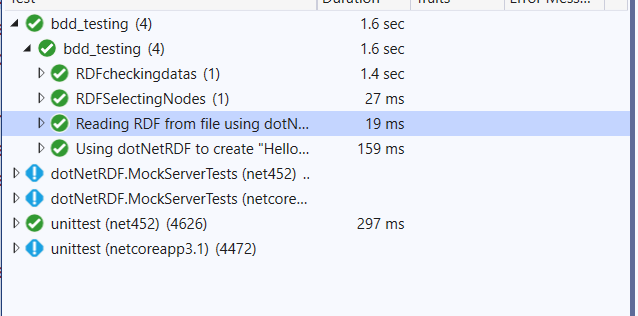 Test Duration Traits Error Mess...
bdd_testing (4) 1.6 sec
bdd_testing (4) 1.6 sec
RDFcheckingdatas (1) 1.4 sec
RDFSelectingNodes (1) 27 ms
Reading RDF from file using dotN... 19 ms
Using dotNetRDF to create "Hello... 159 ms
dotNetRDF.MockServerTests (net452) ..
dotNetRDF.MockServerTests (netcore...
unittest (net452) (4626) 297 ms
unittest (netcoreapp3.1) (4472)